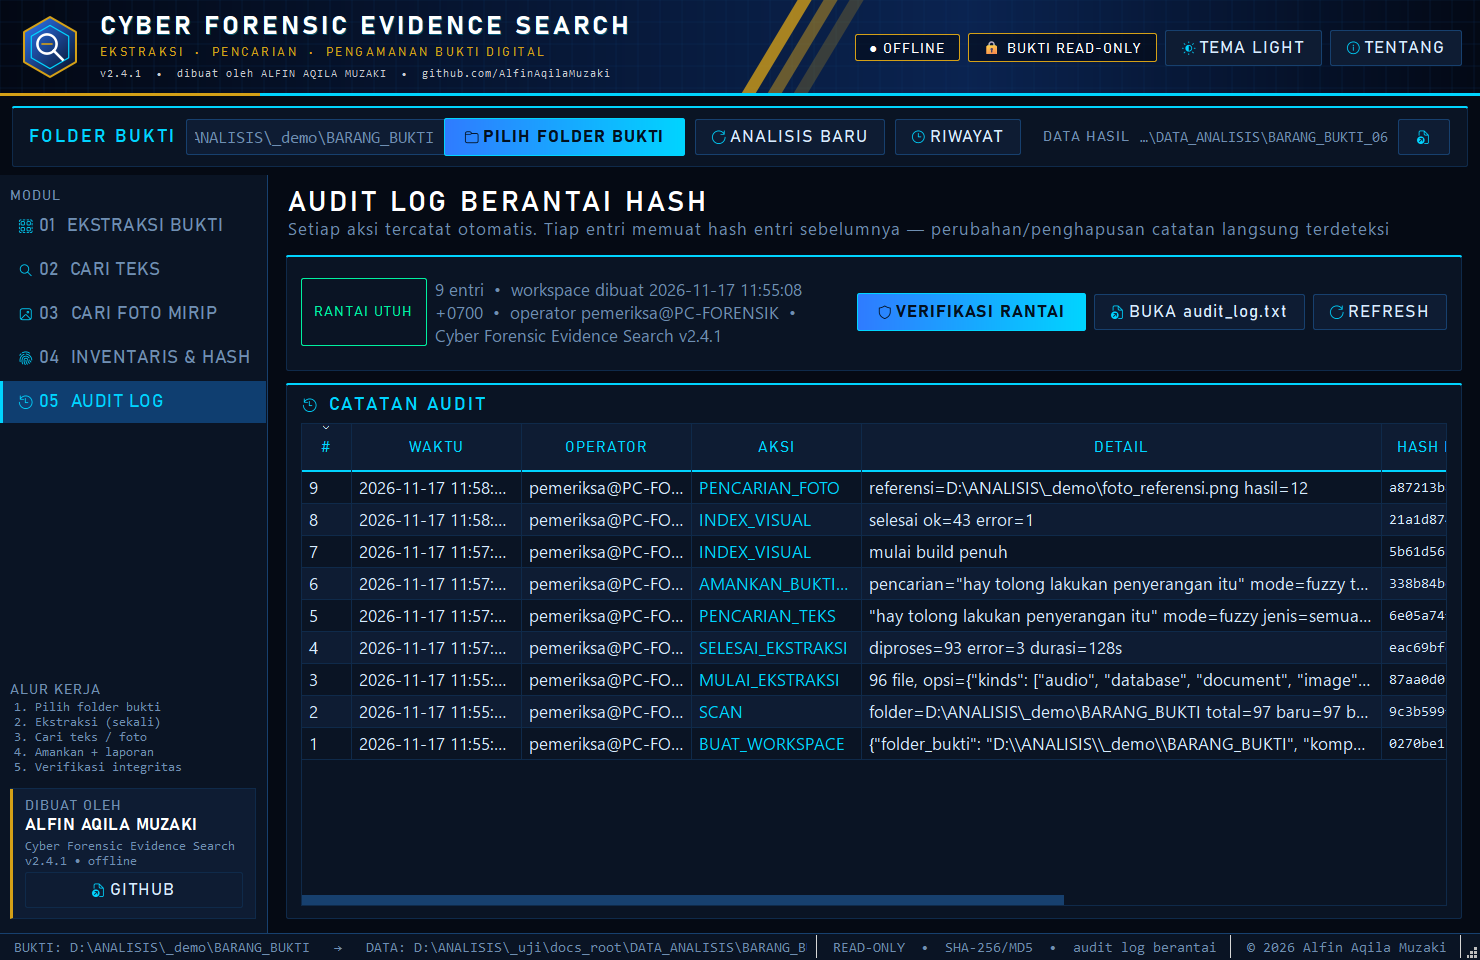 CYBER FORENSIC EVIDENCE SEARCH
EKSTRAKSI · PENCARIAN · PENGAMANAN BUKTI DIGITAL
v2.4.1 • dibuat oleh ALFIN AQILA MUZAKI • github.com/AlfinAqilaMuzaki
● OFFLINE
BUKTI READ-ONLY
TEMA LIGHT
TENTANG
FOLDER BUKTI
ANALISIS\_demo\BARANG_BUKTI
PILIH FOLDER BUKTI
ANALISIS BARU
RIWAYAT
DATA HASIL
…\DATA_ANALISIS\BARANG_BUKTI_06
MODUL
01 EKSTRAKSI BUKTI
02 CARI TEKS
03 CARI FOTO MIRIP
04 INVENTARIS & HASH
05 AUDIT LOG
ALUR KERJA
1. Pilih folder bukti
2. Ekstraksi (sekali)
3. Cari teks / foto
4. Amankan + laporan
5. Verifikasi integritas
DIBUAT OLEH
ALFIN AQILA MUZAKI
Cyber Forensic Evidence Search
v2.4.1 • offline
GITHUB
AUDIT LOG BERANTAI HASH
Setiap aksi tercatat otomatis. Tiap entri memuat hash entri sebelumnya — perubahan/penghapusan catatan langsung terdeteksi
RANTAI UTUH
9 entri • workspace dibuat 2026-11-17 11:55:08
+0700 • operator pemeriksa@PC-FORENSIK •
Cyber Forensic Evidence Search v2.4.1
VERIFIKASI RANTAI
BUKA audit_log.txt
REFRESH
CATATAN AUDIT
# WAKTU OPERATOR AKSI DETAIL HASH
9 2026-11-17 11:58:... pemeriksa@PC-FO... PENCARIAN_FOTO referensi=D:\ANALISIS\_demo\foto_referensi.png hasil=12 a87213b
8 2026-11-17 11:58:... pemeriksa@PC-FO... INDEX_VISUAL selesai ok=43 error=1 21a1d87
7 2026-11-17 11:57:... pemeriksa@PC-FO... INDEX_VISUAL mulai build penuh 5b61d56
6 2026-11-17 11:57:... pemeriksa@PC-FO... AMANKAN_BUKTI... pencarian="hay tolong lakukan penyerangan itu" mode=fuzzy t... 338b84b
5 2026-11-17 11:57:... pemeriksa@PC-FO... PENCARIAN_TEKS "hay tolong lakukan penyerangan itu" mode=fuzzy jenis=semua... 6e05a74
4 2026-11-17 11:57:... pemeriksa@PC-FO... SELESAI_EKSTRAKSI diproses=93 error=3 durasi=128s eac69bf
3 2026-11-17 11:55:... pemeriksa@PC-FO... MULAI_EKSTRAKSI 96 file, opsi={"kinds": ["audio", "database", "document", "image"... 87aa0d0
2 2026-11-17 11:55:... pemeriksa@PC-FO... SCAN folder=D:\ANALISIS\_demo\BARANG_BUKTI total=97 baru=97 b... 9c3b599
1 2026-11-17 11:55:... pemeriksa@PC-FO... BUAT_WORKSPACE {"folder_bukti": "D:\\ANALISIS\\_demo\\BARANG_BUKTI", "komp... 0270be1
BUKTI: D:\ANALISIS\_demo\BARANG_BUKTI → DATA: D:\ANALISIS\_uji\docs_root\DATA_ANALISIS\BARANG_B
READ-ONLY • SHA-256/MD5 • audit log berantai
© 2026 Alfin Aqila Muzaki